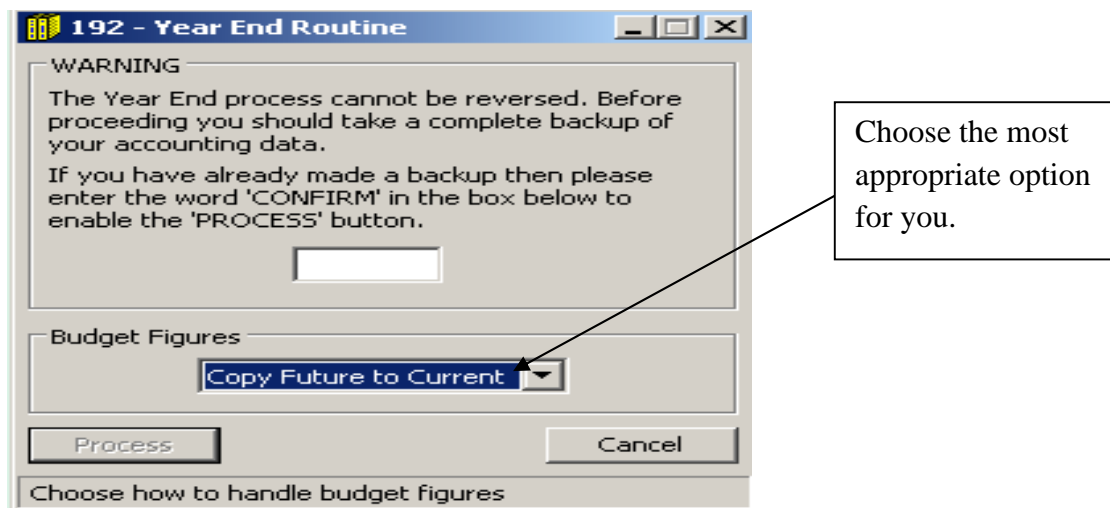 192 - Year End Routine
WARNING
The Year End process cannot be reversed. Before
proceeding you should take a complete backup of
your accounting data.
If you have already made a backup then please
enter the word 'CONFIRM' in the box below to
enable the 'PROCESS' button.
Budget Figures
Copy Future to Current
Process Cancel
Choose how to handle budget figures
Choose the most
appropriate option
for you.